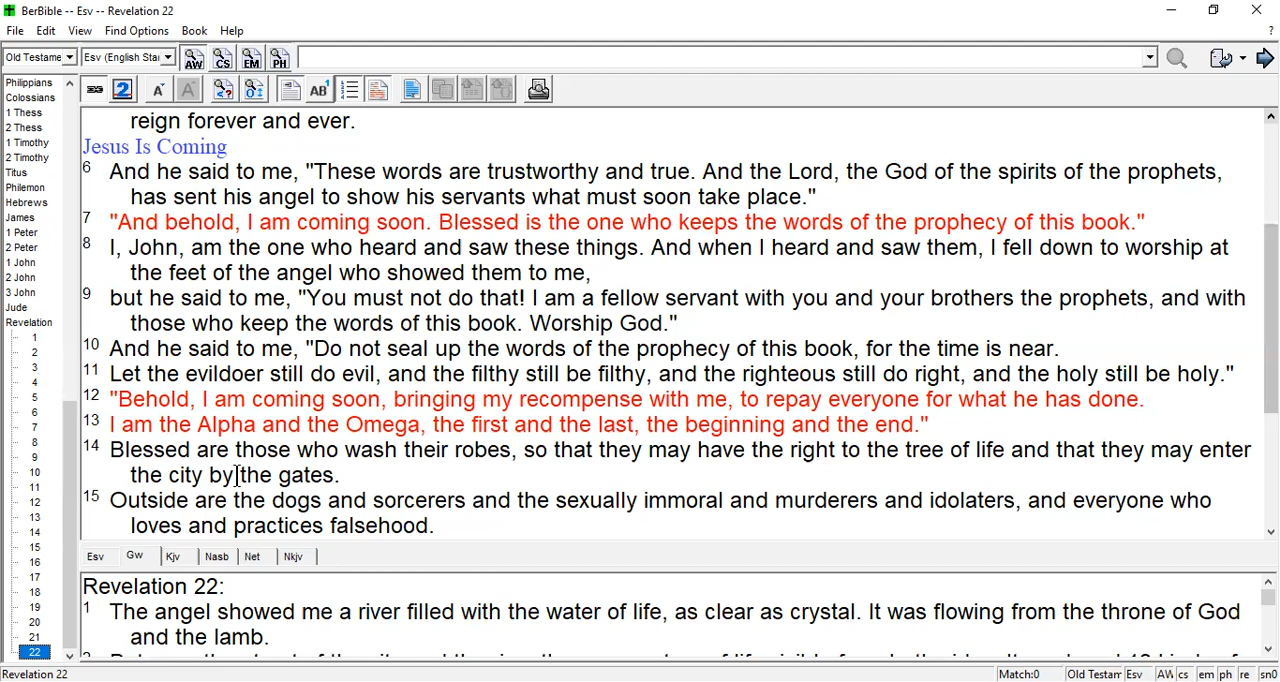 BerBible -- Esv -- Revelation 22
File Edit View Find Options Book Help
?
Old Testame Esv (English Sta AW CS EM PH
2 A A AB¹
Philippians
Colossians
1 Thess
2 Thess
1 Timothy
2 Timothy
Titus
Philemon
Hebrews
James
1 Peter
2 Peter
1 John
2 John
3 John
Jude
Revelation
1
2
3
4
5
6
7
8
9
10
11
12
13
14
15
16
17
18
19
20
21
22
reign forever and ever.
Jesus Is Coming
6 And he said to me, "These words are trustworthy and true. And the Lord, the God of the spirits of the prophets,
has sent his angel to show his servants what must soon take place."
7 "And behold, I am coming soon. Blessed is the one who keeps the words of the prophecy of this book."
8 I, John, am the one who heard and saw these things. And when I heard and saw them, I fell down to worship at
the feet of the angel who showed them to me,
9 but he said to me, "You must not do that! I am a fellow servant with you and your brothers the prophets, and with
those who keep the words of this book. Worship God."
10 And he said to me, "Do not seal up the words of the prophecy of this book, for the time is near.
11 Let the evildoer still do evil, and the filthy still be filthy, and the righteous still do right, and the holy still be holy."
12 "Behold, I am coming soon, bringing my recompense with me, to repay everyone for what he has done.
13 I am the Alpha and the Omega, the first and the last, the beginning and the end."
14 Blessed are those who wash their robes, so that they may have the right to the tree of life and that they may enter
the city by the gates.
15 Outside are the dogs and sorcerers and the sexually immoral and murderers and idolaters, and everyone who
loves and practices falsehood.
Esv Gw Kjv Nasb Net Nkjv
Revelation 22:
1 The angel showed me a river filled with the water of life, as clear as crystal. It was flowing from the throne of God
and the lamb.
Revelation 22 Match:0 Old Testam Esv AW cs em ph re sn0